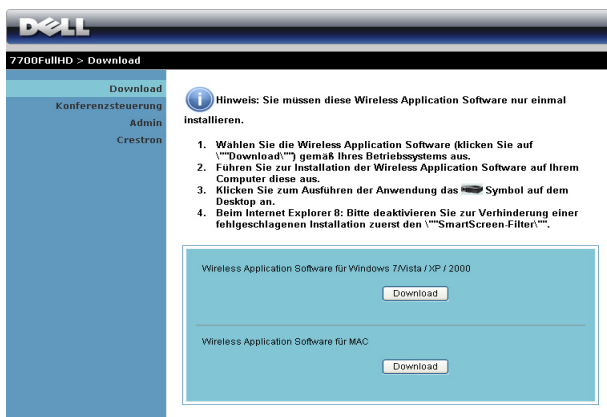 DELL
7700FullHD > Download
Download
Konferenzsteuerung
Admin
Crestron
Hinweis: Sie müssen diese Wireless Application Software nur einmal
installieren.
1. Wählen Sie die Wireless Application Software (klicken Sie auf
\""Download\"") gemäß Ihres Betriebssystems aus.
2. Führen Sie zur Installation der Wireless Application Software auf Ihrem
Computer diese aus.
3. Klicken Sie zum Ausführen der Anwendung das Symbol auf dem
Desktop an.
4. Beim Internet Explorer 8: Bitte deaktivieren Sie zur Verhinderung einer
fehlgeschlagenen Installation zuerst den \""SmartScreen-Filter\"".
Wireless Application Software für Windows 7/Vista / XP / 2000
Download
Wireless Application Software für MAC
Download